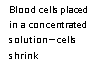 Blood cells placed
in a concentrated
solution—cells
shrink